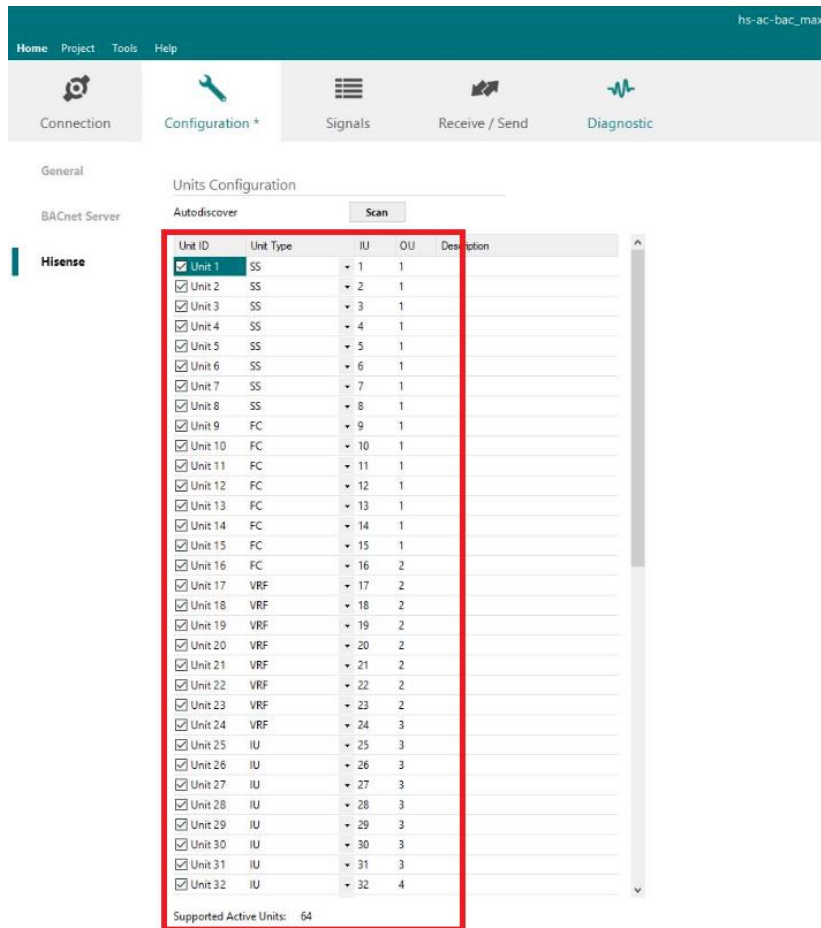 hs-ac-bac_max
Home Project Tools Help
Connection Configuration * Signals Receive / Send Diagnostic
General
Units Configuration
BACnet Server
Autodiscover Scan
Hisense
Unit ID Unit Type IU OU Description
Unit 1 SS 1 1
Unit 2 SS 2 1
Unit 3 SS 3 1
Unit 4 SS 4 1
Unit 5 SS 5 1
Unit 6 SS 6 1
Unit 7 SS 7 1
Unit 8 SS 8 1
Unit 9 FC 9 1
Unit 10 FC 10 1
Unit 11 FC 11 1
Unit 12 FC 12 1
Unit 13 FC 13 1
Unit 14 FC 14 1
Unit 15 FC 15 1
Unit 16 FC 16 2
Unit 17 VRF 17 2
Unit 18 VRF 18 2
Unit 19 VRF 19 2
Unit 20 VRF 20 2
Unit 21 VRF 21 2
Unit 22 VRF 22 2
Unit 23 VRF 23 2
Unit 24 VRF 24 3
Unit 25 IU 25 3
Unit 26 IU 26 3
Unit 27 IU 27 3
Unit 28 IU 28 3
Unit 29 IU 29 3
Unit 30 IU 30 3
Unit 31 IU 31 3
Unit 32 IU 32 4
Supported Active Units: 64